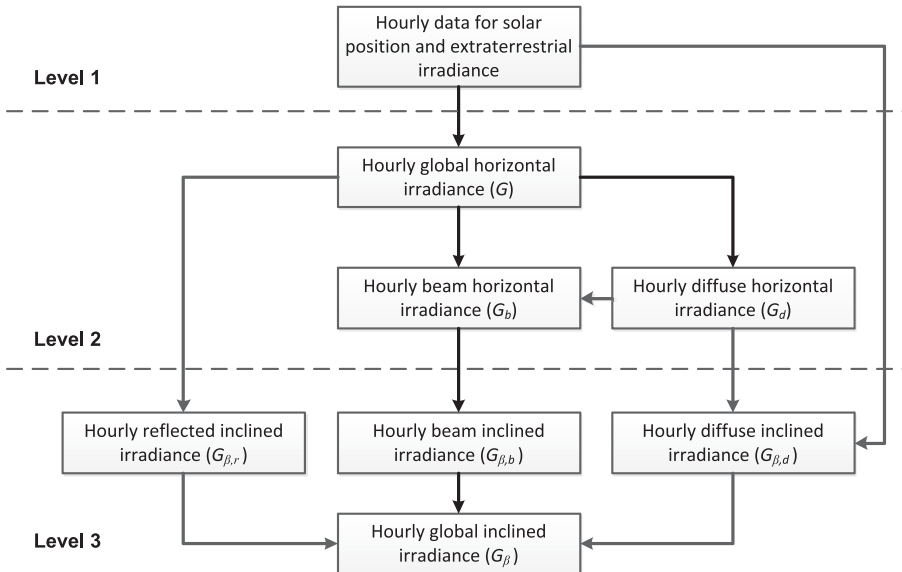 Hourly data for solar
position and extraterrestrial
irradiance
Level 1
Hourly global horizontal
irradiance (G)
Hourly beam horizontal
irradiance (Gb)
Hourly diffuse horizontal
irradiance (Gd)
Level 2
Hourly reflected inclined
irradiance (Gβ,r)
Hourly beam inclined
irradiance (Gβ,b)
Hourly diffuse inclined
irradiance (Gβ,d)
Level 3
Hourly global inclined
irradiance (Gβ)